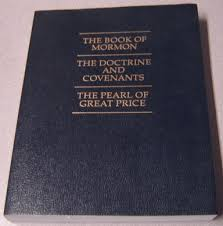 THE BOOK OF
MORMON
THE DOCTRINE
AND
COVENANTS
THE PEARL OF
GREAT PRICE